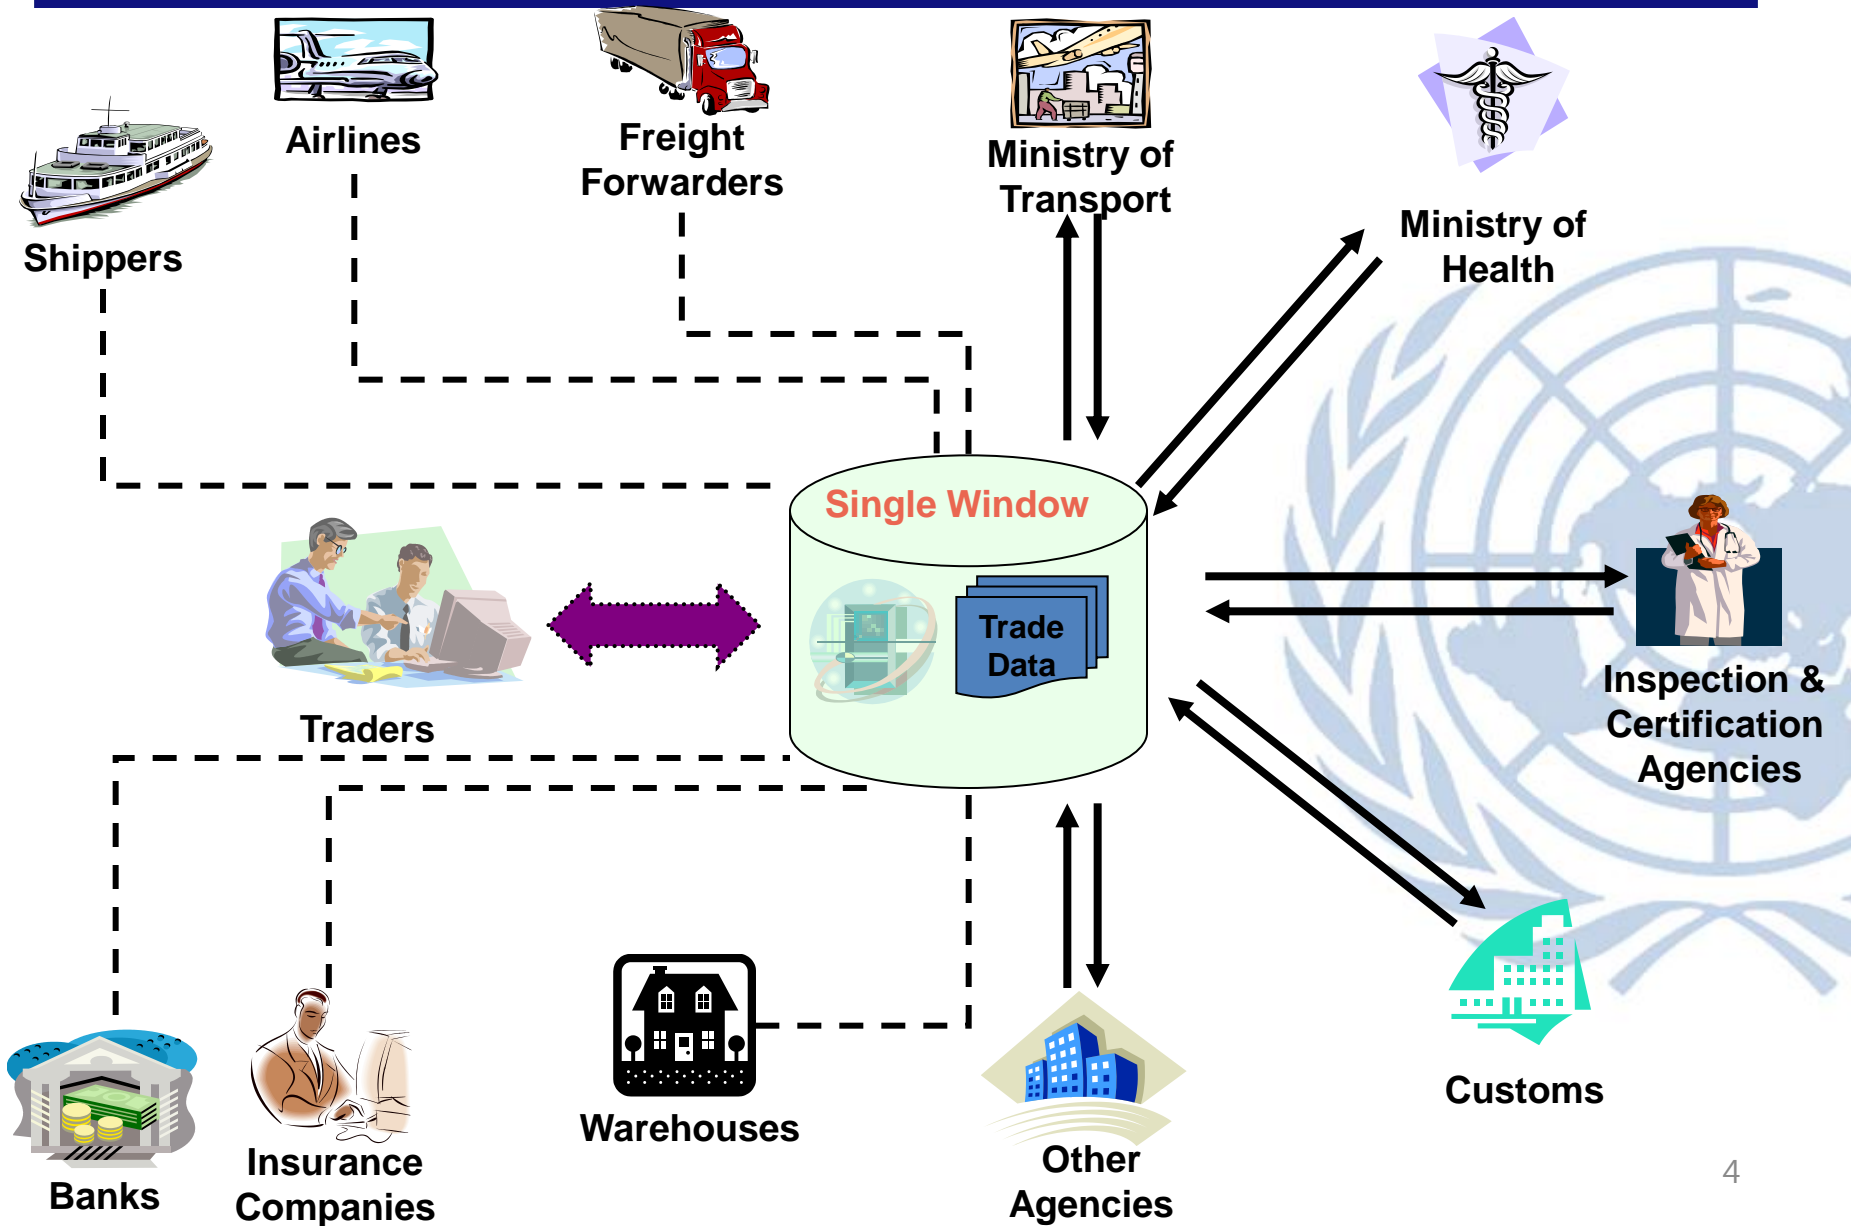 Airlines
Freight
Forwarders
Ministry of
Transport
Ministry of
Health
Shippers
Single Window
Trade
Data
Traders
Inspection &
Certification
Agencies
Customs
Warehouses
Other
Agencies
Insurance
Companies
Banks
4